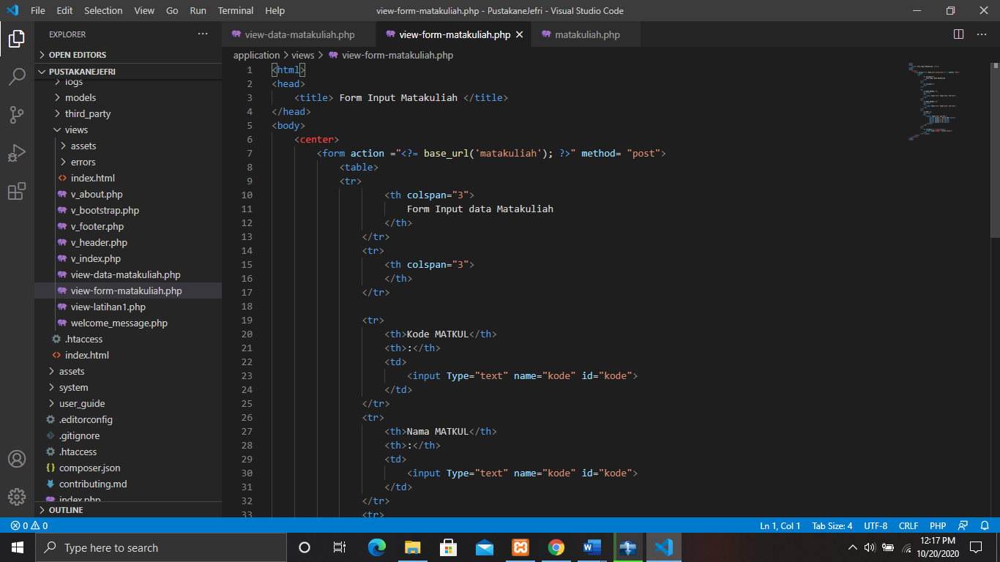 File Edit Selection View Go Run Terminal Help view-form-matakuliah.php - PustakaneJefri - Visual Studio Code
EXPLORER
OPEN EDITORS
PUSTAKANEJEFRI
logs
models
third_party
views
assets
errors
index.html
v_about.php
v_bootstrap.php
v_footer.php
v_header.php
v_index.php
view-data-matakuliah.php
view-form-matakuliah.php
view-latihan1.php
welcome_message.php
.htaccess
index.html
assets
system
user_guide
.editorconfig
.gitignore
.htaccess
composer.json
contributing.md
index.php
OUTLINE
view-data-matakuliah.php view-form-matakuliah.php matakuliah.php
application > views > view-form-matakuliah.php
1 <html>
2 <head>
3 <title> Form Input Matakuliah </title>
4 </head>
5 <body>
6 <center>
7 <form action ="<?= base_url('matakuliah'); ?>" method= "post">
8 <table>
9 <tr>
10 <th colspan="3">
11 Form Input data Matakuliah
12 </th>
13 </tr>
14 <tr>
15 <th colspan="3">
16 </th>
17 </tr>
18
19 <tr>
20 <th>Kode MATKUL</th>
21 <th>:</th>
22 <td>
23 <input Type="text" name="kode" id="kode">
24 </td>
25 </tr>
26 <tr>
27 <th>Nama MATKUL</th>
28 <th>:</th>
29 <td>
30 <input Type="text" name="kode" id="kode">
31 </td>
32 </tr>
33 <tr>
0 0 Ln 1, Col 1 Tab Size: 4 UTF-8 CRLF PHP
Type here to search
12:17 PM
10/20/2020